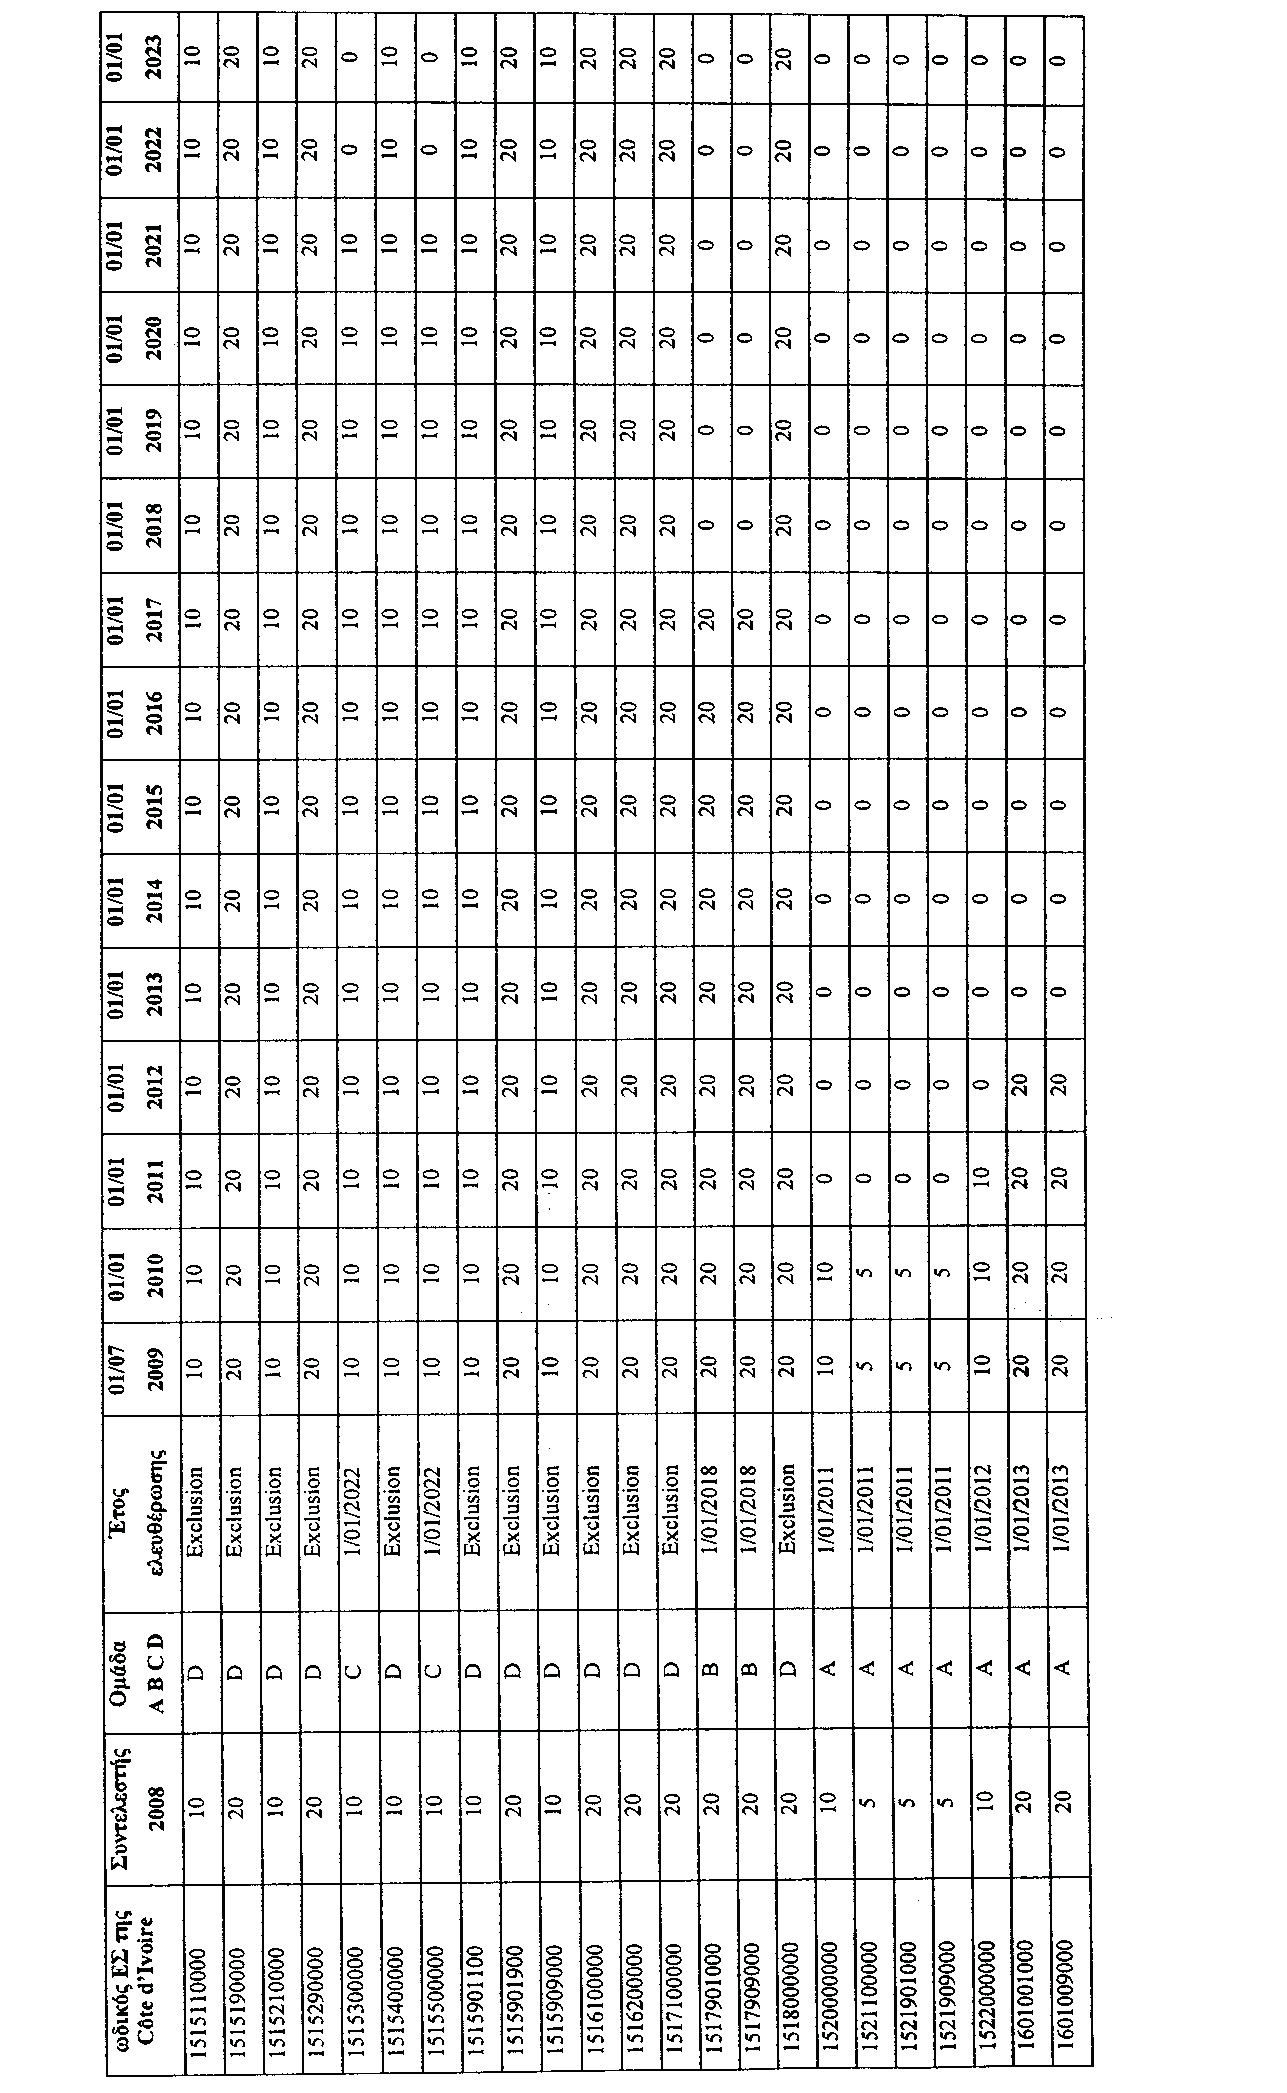 ωδικός ΕΣ της Côte d'Ivoire | Συντελεστής 2008 | Ομάδα A B C D | Έτος ελευθέρωσης | 01/07 2009 | 01/01 2010 | 01/01 2011 | 01/01 2012 | 01/01 2013 | 01/01 2014 | 01/01 2015 | 01/01 2016 | 01/01 2017 | 01/01 2018 | 01/01 2019 | 01/01 2020 | 01/01 2021 | 01/01 2022 | 01/01 2023
1515110000 10 D Exclusion 10 10 10 10 10 10 10 10 10 10 10 10 10 10 10
1515190000 20 D Exclusion 20 20 20 20 20 20 20 20 20 20 20 20 20 20 20
1515210000 10 D Exclusion 10 10 10 10 10 10 10 10 10 10 10 10 10 10 10
1515290000 20 D Exclusion 20 20 20 20 20 20 20 20 20 20 20 20 20 20 20
1515300000 10 C 1/01/2022 10 10 10 10 10 10 10 10 10 10 10 10 10 0 0
1515400000 10 D Exclusion 10 10 10 10 10 10 10 10 10 10 10 10 10 10 10
1515500000 10 C 1/01/2022 10 10 10 10 10 10 10 10 10 10 10 10 10 0 0
1515901100 10 D Exclusion 10 10 10 10 10 10 10 10 10 10 10 10 10 10 10
1515901900 20 D Exclusion 20 20 20 20 20 20 20 20 20 20 20 20 20 20 20
1515909000 10 D Exclusion 10 10 10 10 10 10 10 10 10 10 10 10 10 10 10
1516100000 20 D Exclusion 20 20 20 20 20 20 20 20 20 20 20 20 20 20 20
1516200000 20 D Exclusion 20 20 20 20 20 20 20 20 20 20 20 20 20 20 20
1517100000 20 D Exclusion 20 20 20 20 20 20 20 20 20 20 20 20 20 20 20
1517901000 20 B 1/01/2018 20 20 20 20 20 20 20 20 20 0 0 0 0 0 0
1517909000 20 B 1/01/2018 20 20 20 20 20 20 20 20 20 0 0 0 0 0 0
1518000000 20 D Exclusion 20 20 20 20 20 20 20 20 20 20 20 20 20 20 20
1520000000 10 A 1/01/2011 10 10 0 0 0 0 0 0 0 0 0 0 0 0 0
1521100000 5 A 1/01/2011 5 5 0 0 0 0 0 0 0 0 0 0 0 0 0
1521901000 5 A 1/01/2011 5 5 0 0 0 0 0 0 0 0 0 0 0 0 0
1521909000 5 A 1/01/2011 5 5 0 0 0 0 0 0 0 0 0 0 0 0 0
1522000000 10 A 1/01/2012 10 10 10 0 0 0 0 0 0 0 0 0 0 0 0
1601001000 20 A 1/01/2013 20 20 20 20 0 0 0 0 0 0 0 0 0 0 0
1601009000 20 A 1/01/2013 20 20 20 20 0 0 0 0 0 0 0 0 0 0 0